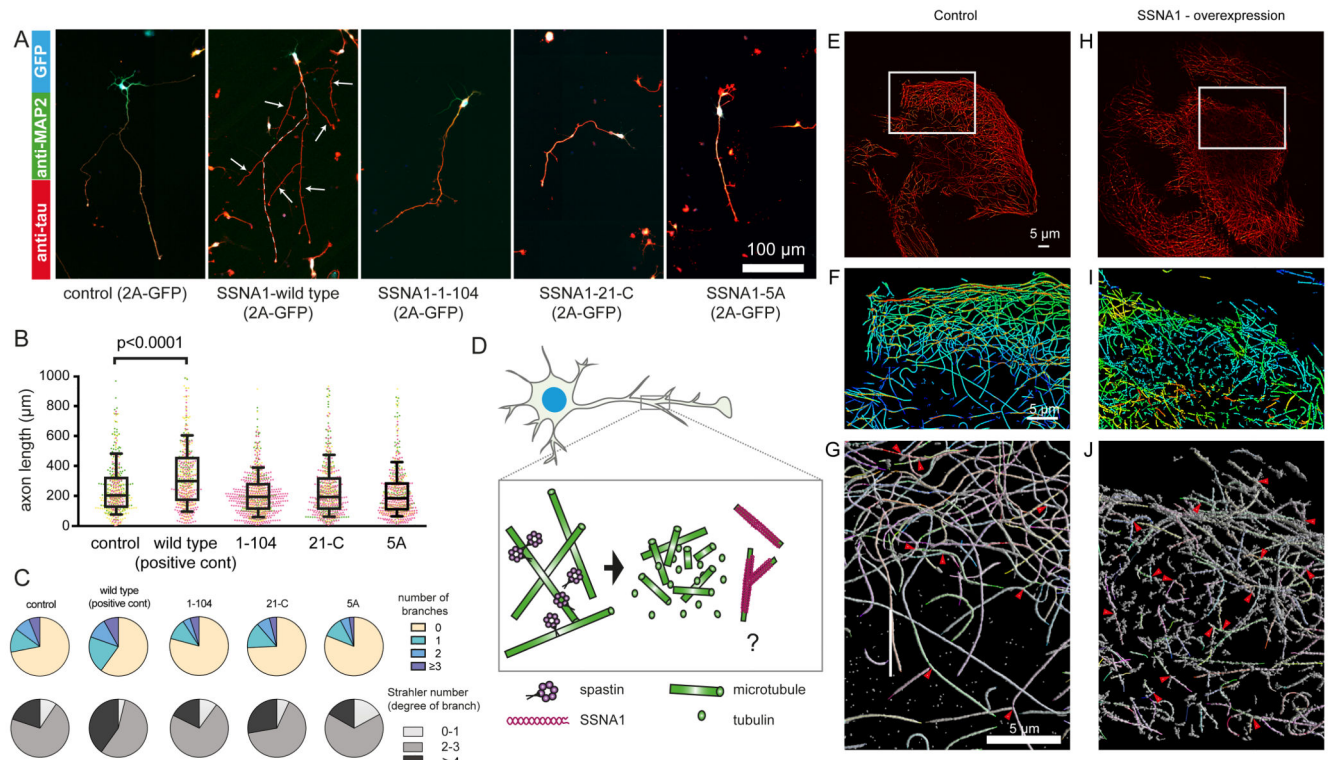 Control
SSNA1 - overexpression
A
GFP
anti-MAP2
anti-tau
100 µm
control (2A-GFP)
SSNA1-wild type
(2A-GFP)
SSNA1-1-104
(2A-GFP)
SSNA1-21-C
(2A-GFP)
SSNA1-5A
(2A-GFP)
B
p<0.0001
axon length (µm)
1000
800
600
400
200
0
control
wild type
(positive cont)
1-104
21-C
5A
C
control
wild type
(positive cont)
1-104
21-C
5A
number of
branches
0
1
2
≥3
Strahler number
(degree of branch)
0-1
2-3
D
?
spastin
microtubule
SSNA1
tubulin
E
5 µm
H
F
5 µm
I
G
5 µm
J